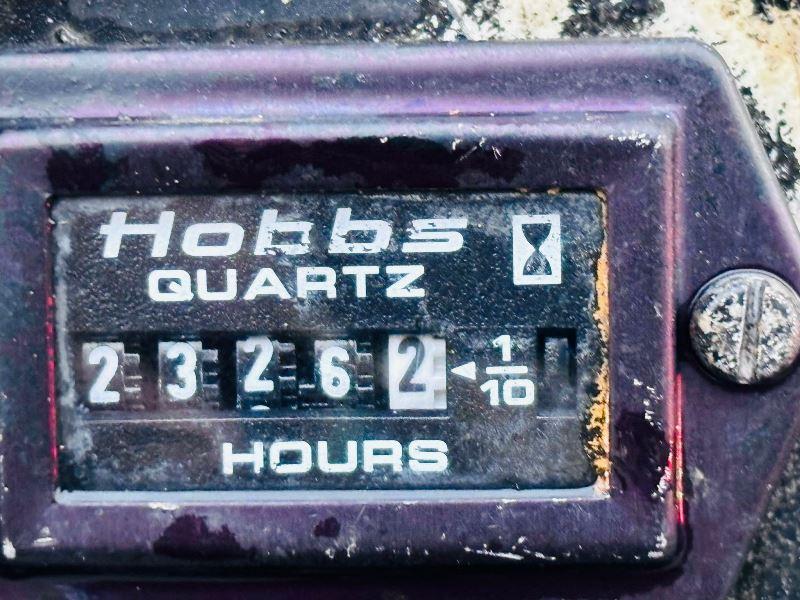 Hobbs
QUARTZ
2 3 2 6 2 ◄ 1/10
HOURS